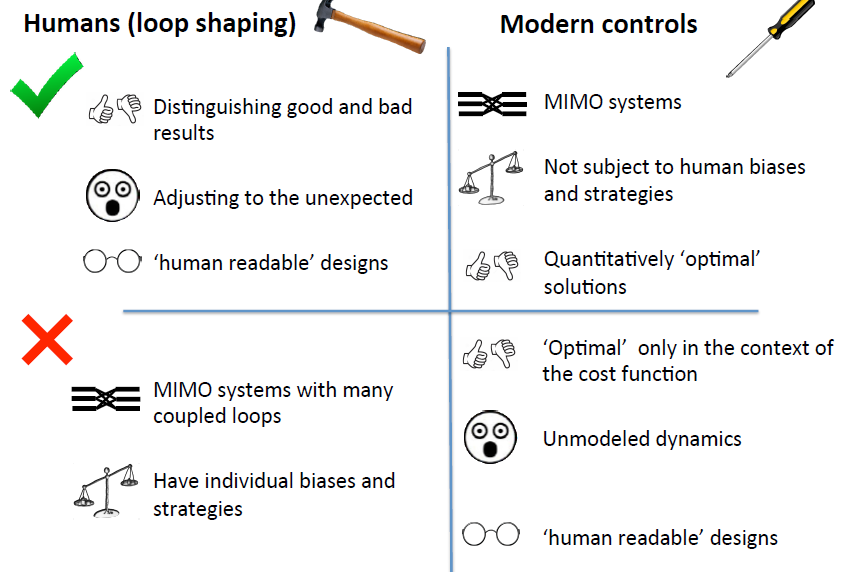 Humans (loop shaping)
Modern controls
Distinguishing good and bad
results
Adjusting to the unexpected
‘human readable’ designs
MIMO systems
Not subject to human biases
and strategies
Quantitatively ‘optimal’
solutions
MIMO systems with many
coupled loops
Have individual biases and
strategies
‘Optimal’ only in the context of
the cost function
Unmodeled dynamics
‘human readable’ designs